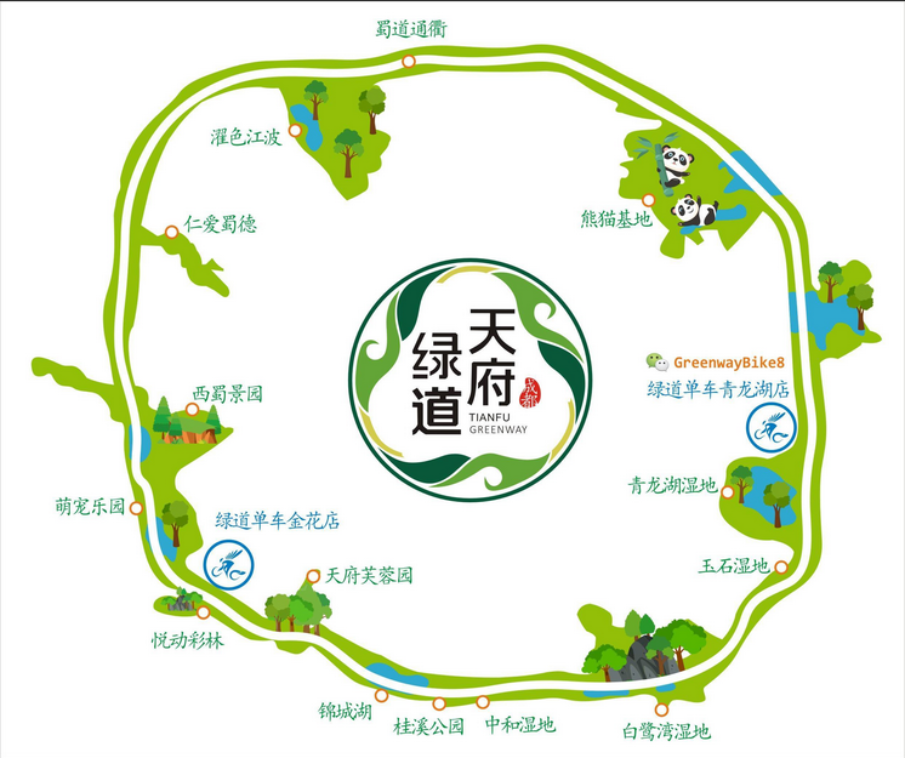 蜀道通衢
濯色江波
熊猫基地
仁爱蜀德
天府
绿道
成都
TIANFU
GREENWAY
GreenwayBike8
绿道单车青龙湖店
西蜀景园
青龙湖湿地
萌宠乐园
绿道单车金花店
玉石湿地
天府芙蓉园
悦动彩林
锦城湖
桂溪公园
中和湿地
白鹭湾湿地